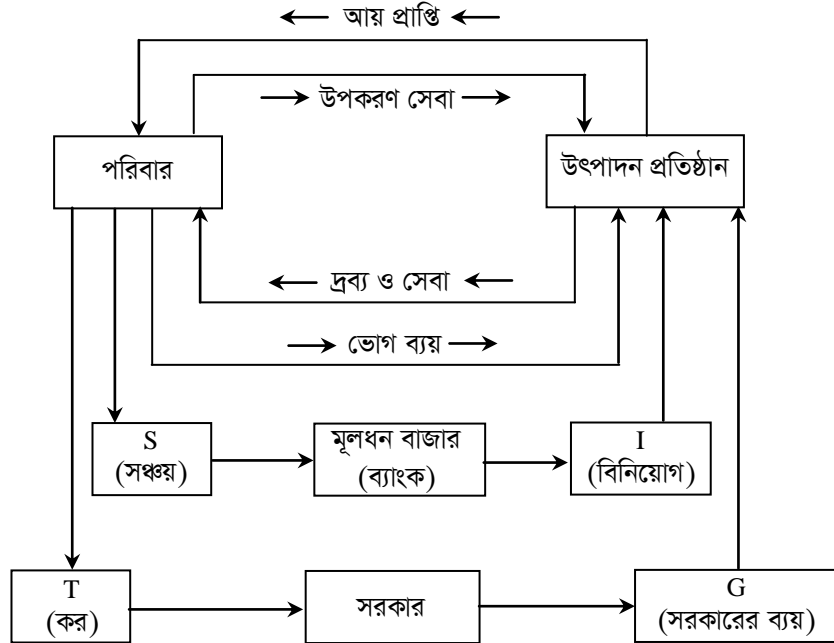 আয় প্রাপ্তি
উপকরণ সেবা
পরিবার
উৎপাদন প্রতিষ্ঠান
দ্রব্য ও সেবা
ভোগ ব্যয়
S
(সঞ্চয়)
মূলধন বাজার
(ব্যাংক)
I
(বিনিয়োগ)
T
(কর)
সরকার
G
(সরকারের ব্যয়)